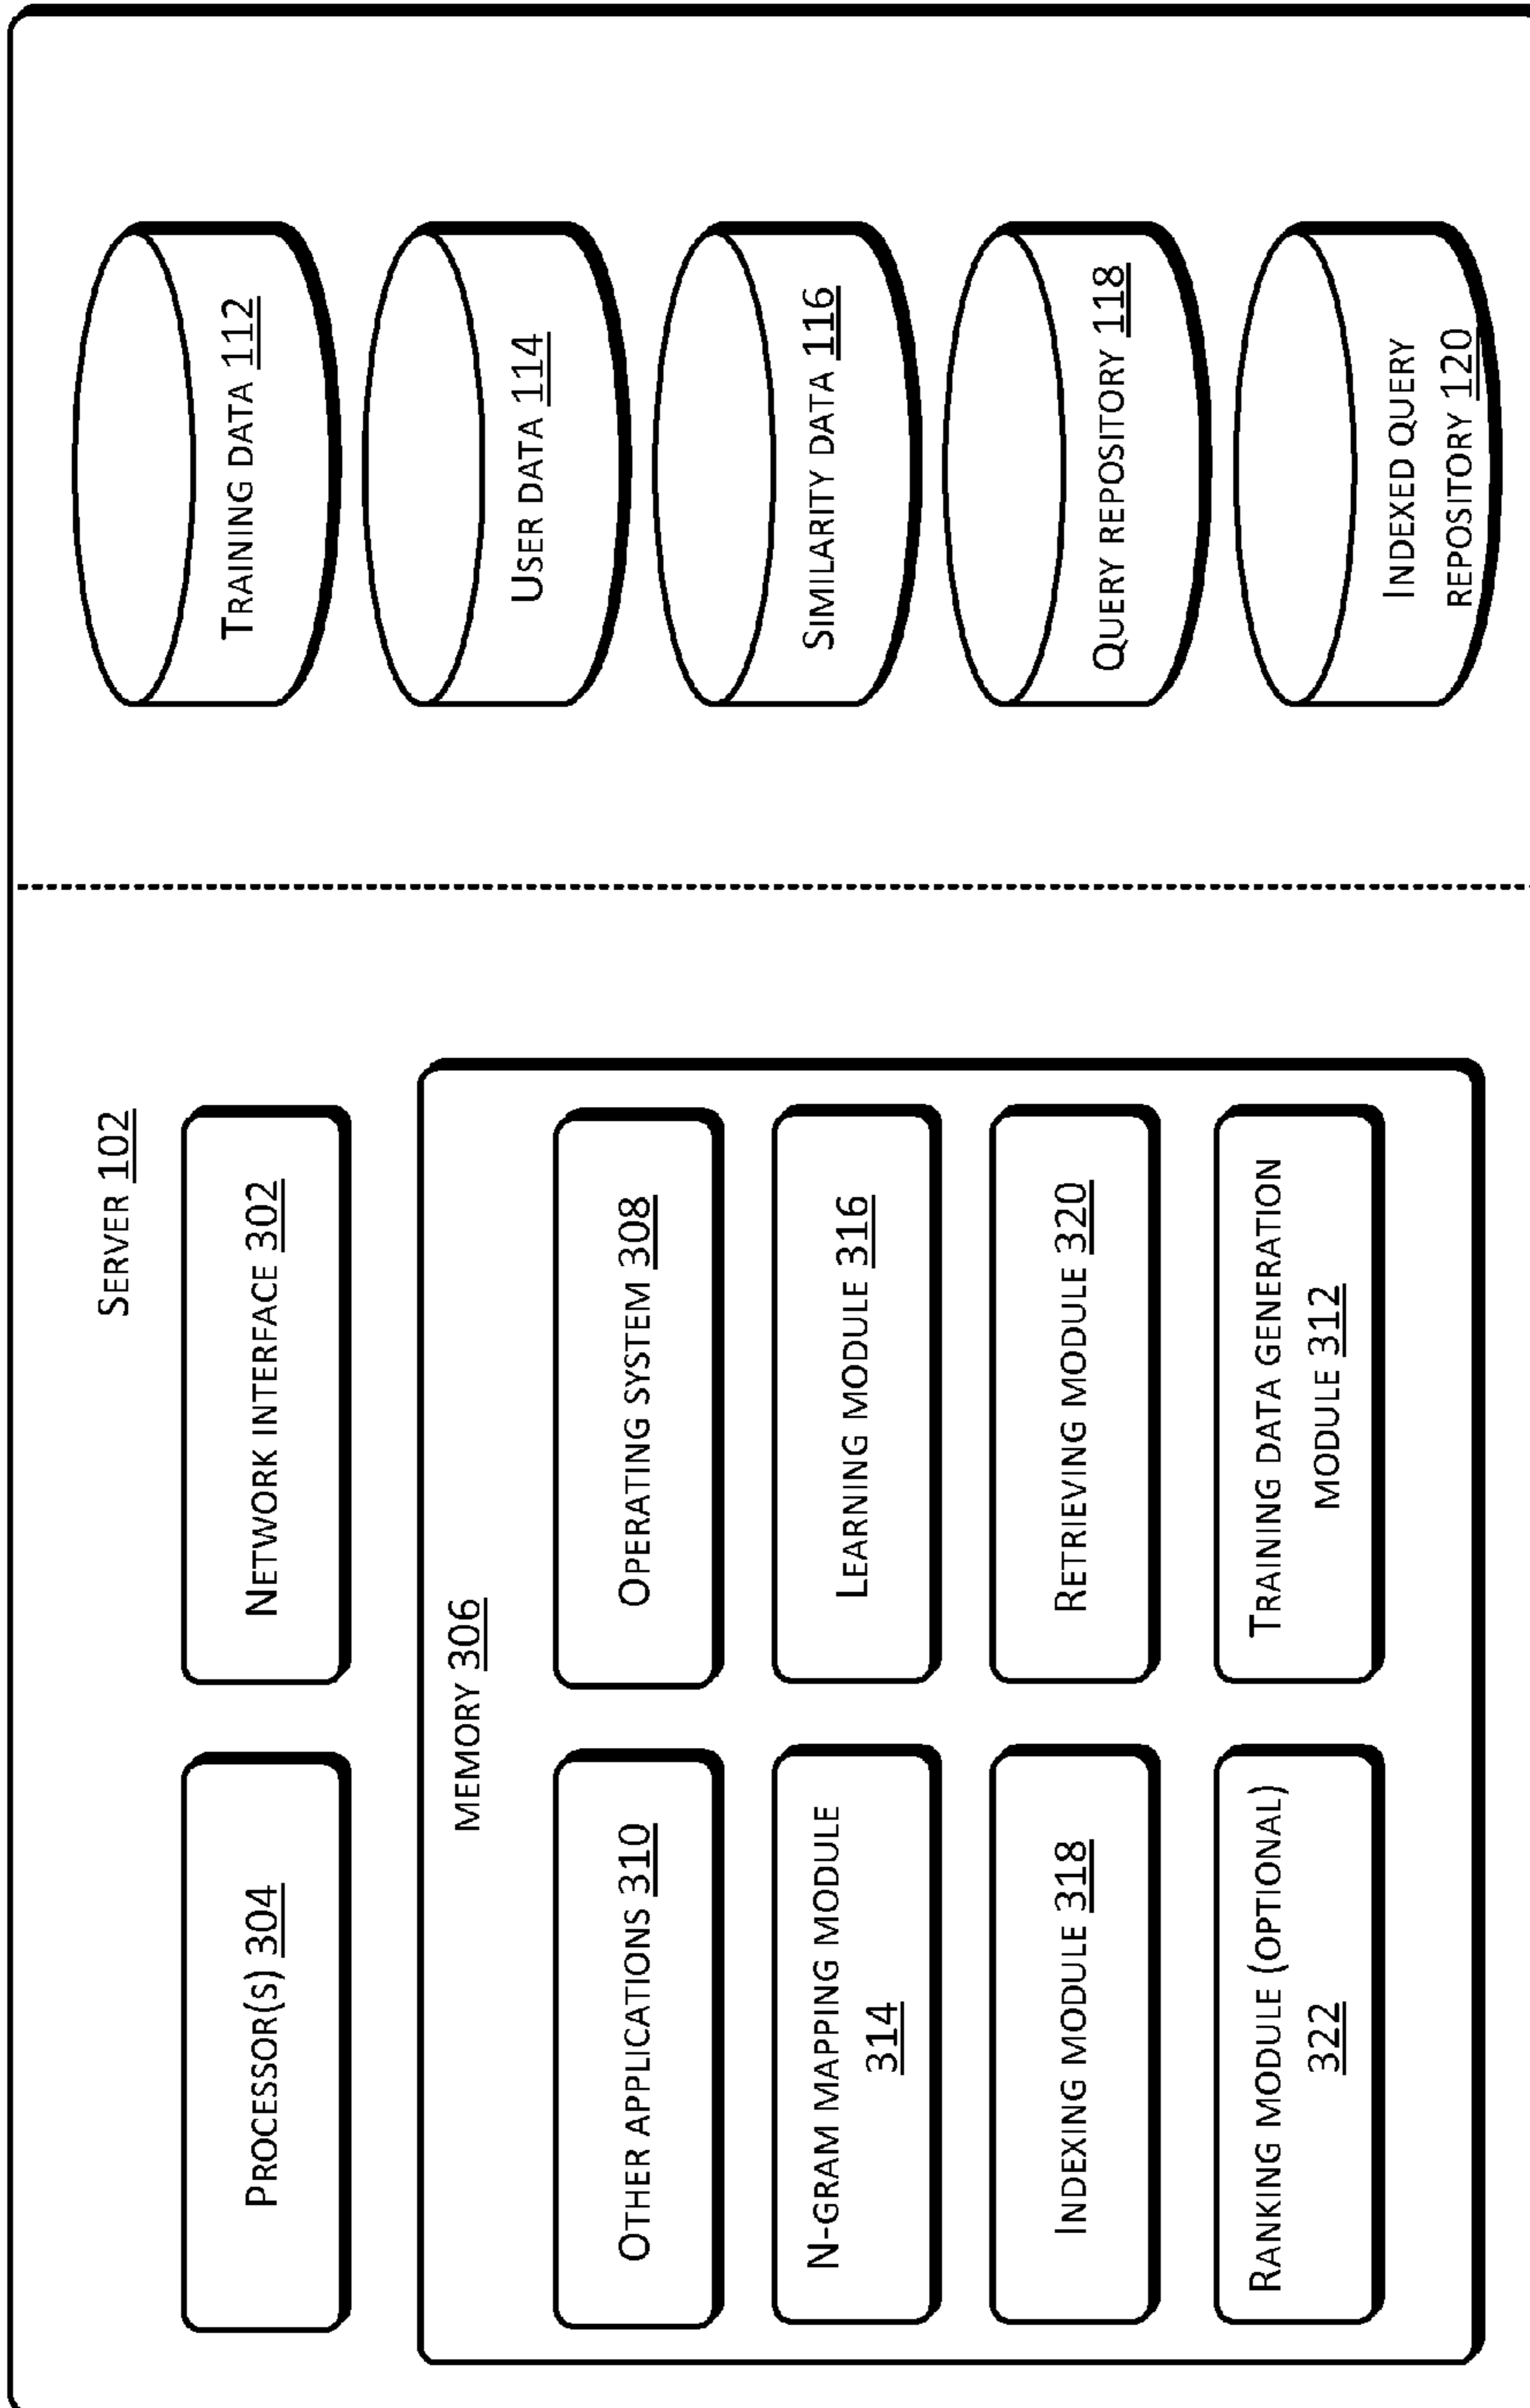 SERVER 102
PROCESSOR(S) 304
NETWORK INTERFACE 302
MEMORY 306
OTHER APPLICATIONS 310
OPERATING SYSTEM 308
N-GRAM MAPPING MODULE
314
LEARNING MODULE 316
INDEXING MODULE 318
RETRIEVING MODULE 320
RANKING MODULE (OPTIONAL)
322
TRAINING DATA GENERATION
MODULE 312
TRAINING DATA 112
USER DATA 114
SIMILARITY DATA 116
QUERY REPOSITORY 118
INDEXED QUERY
REPOSITORY 120